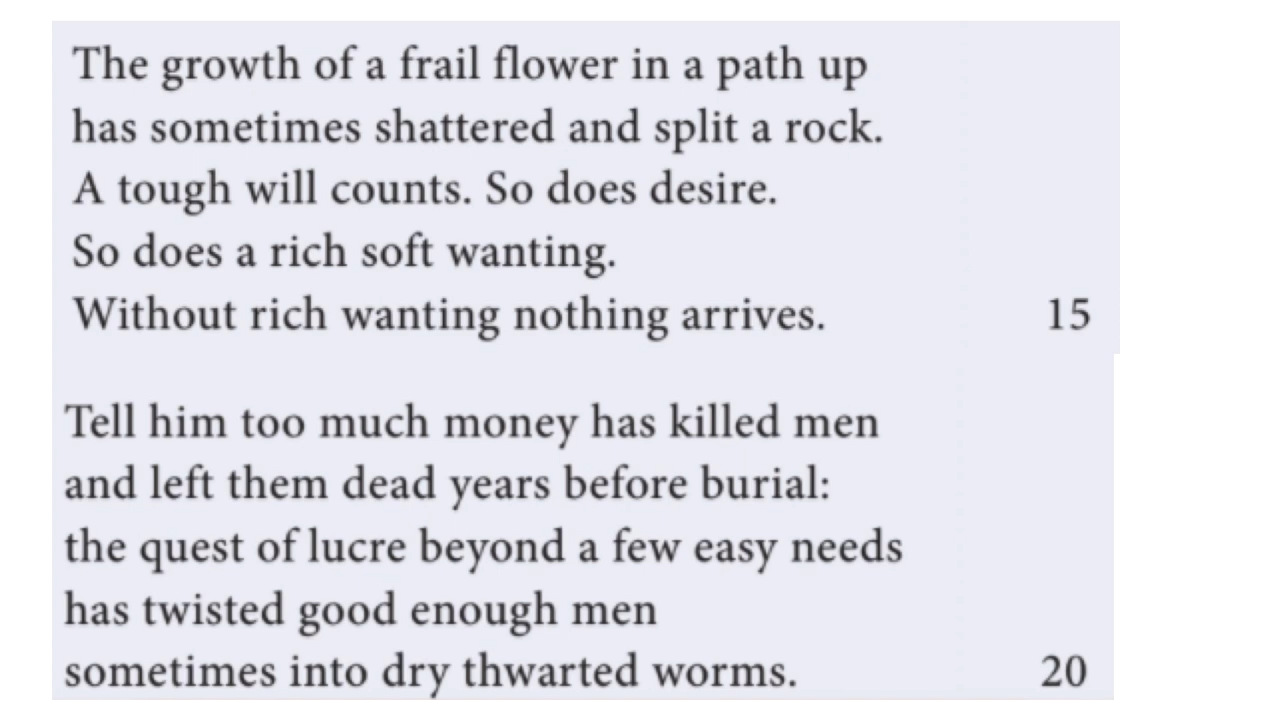 The growth of a frail flower in a path up
has sometimes shattered and split a rock.
A tough will counts. So does desire.
So does a rich soft wanting.
Without rich wanting nothing arrives. 15
Tell him too much money has killed men
and left them dead years before burial:
the quest of lucre beyond a few easy needs
has twisted good enough men
sometimes into dry thwarted worms. 20